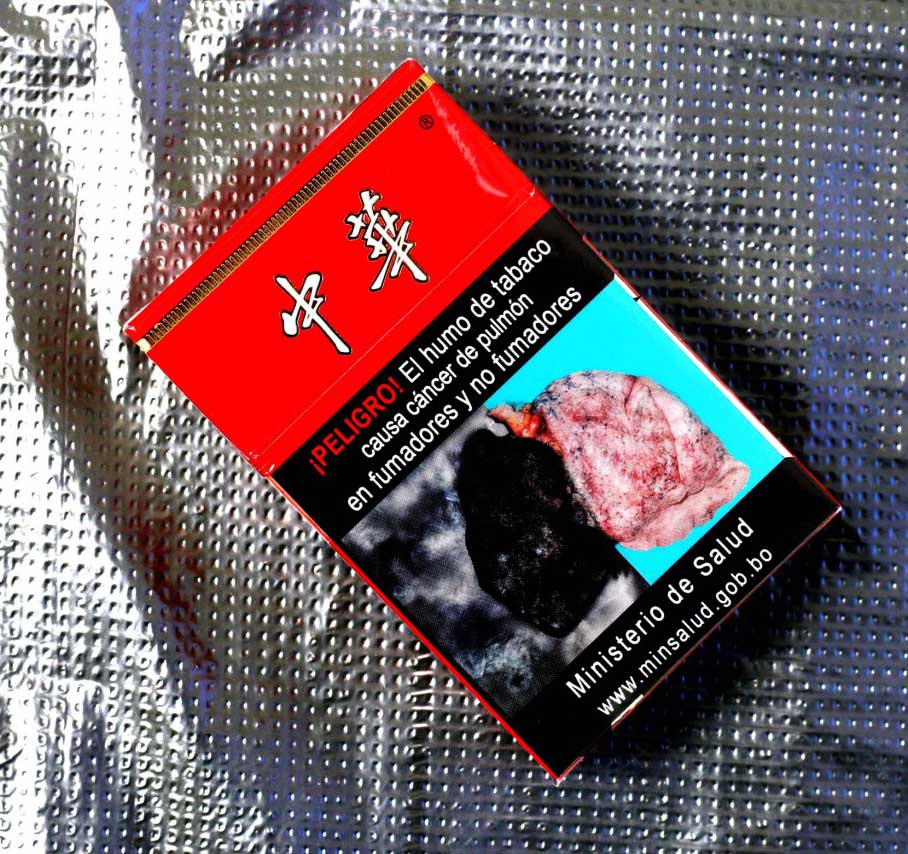 ®
中華
¡PELIGRO! El humo de tabaco
causa cáncer de pulmón
en fumadores y no fumadores
Ministerio de Salud
www.minsalud.gob.bo